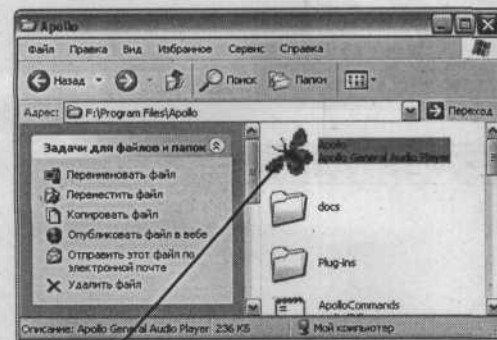 Apollo
Файл Правка Вид Избранное Сервис Справка
Назад Поиск Папки
Адрес: F:\Program Files\Apollo Переход
Задачи для файлов и папок
Переименовать файл
Переместить файл
Копировать файл
Опубликовать файл в вебе
Отправить этот файл по
электронной почте
Удалить файл
Apollo
Apollo General Audio Player
docs
Plug-ins
ApolloCommands
Описание: Apollo General Audio Player 236 КБ Мой компьютер